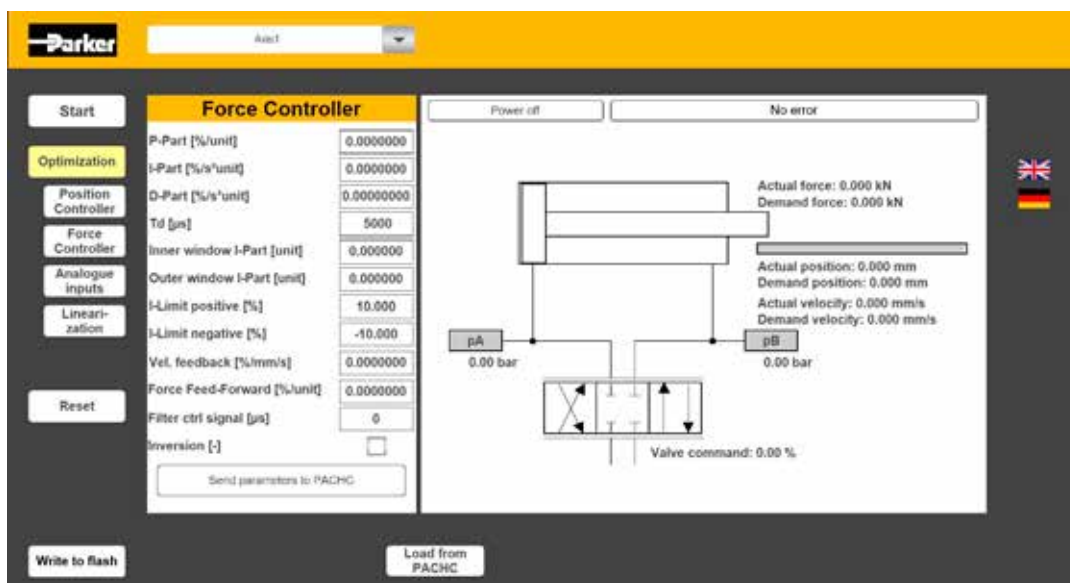 Parker
Axis1
Start
Optimization
Position
Controller
Force
Controller
Analogue
inputs
Lineari-
zation
Reset
Write to flash
Force Controller
P-Part [%/unit] 0.0000000
I-Part [%/s*unit] 0.0000000
D-Part [%/s*unit] 0.00000000
Td [µs] 5000
Inner window I-Part [unit] 0.000000
Outer window I-Part [unit] 0.000000
I-Limit positive [%] 10.000
I-Limit negative [%] -10.000
Vel. feedback [%/mm/s] 0.0000000
Force Feed-Forward [%/unit] 0.0000000
Filter ctrl signal [µs] 0
Inversion [-]
Send parameters to PACHC
Load from
PACHC
Power off
No error
Actual force: 0.000 kN
Demand force: 0.000 kN
Actual position: 0.000 mm
Demand position: 0.000 mm
Actual velocity: 0.000 mm/s
Demand velocity: 0.000 mm/s
pA
0.00 bar
pB
0.00 bar
Valve command: 0.00 %